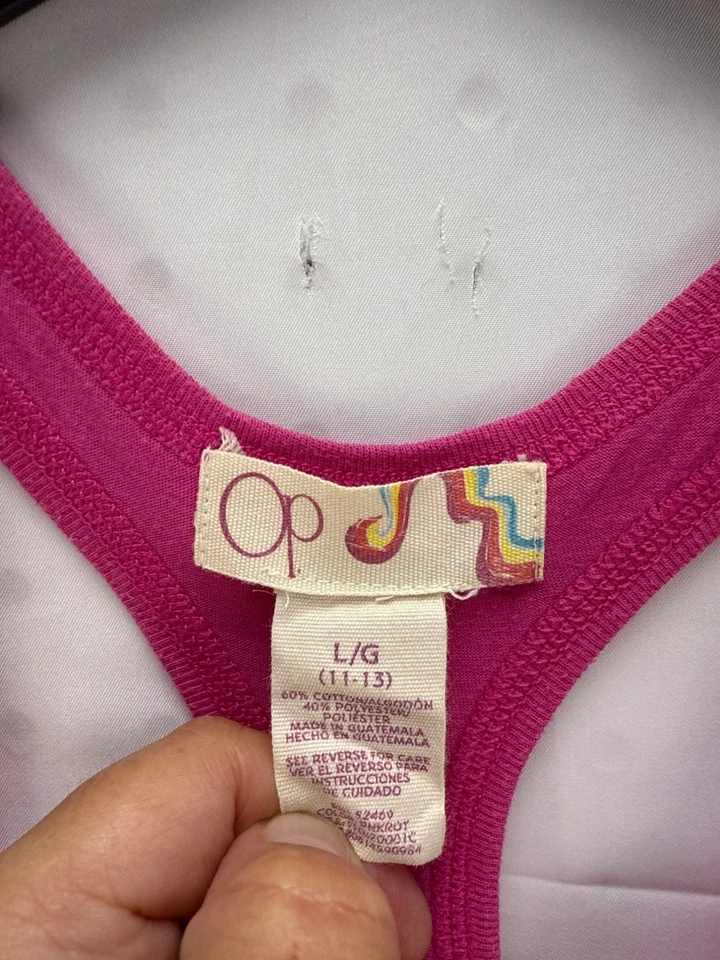 Op
L/G
(11-13)
60% COTTON/ALGODÓN
40% POLYESTER/
POLIÉSTER
MADE IN GUATEMALA
HECHO EN GUATEMALA
SEE REVERSE FOR CARE
VER EL REVERSO PARA
INSTRUCCIONES
DE CUIDADO